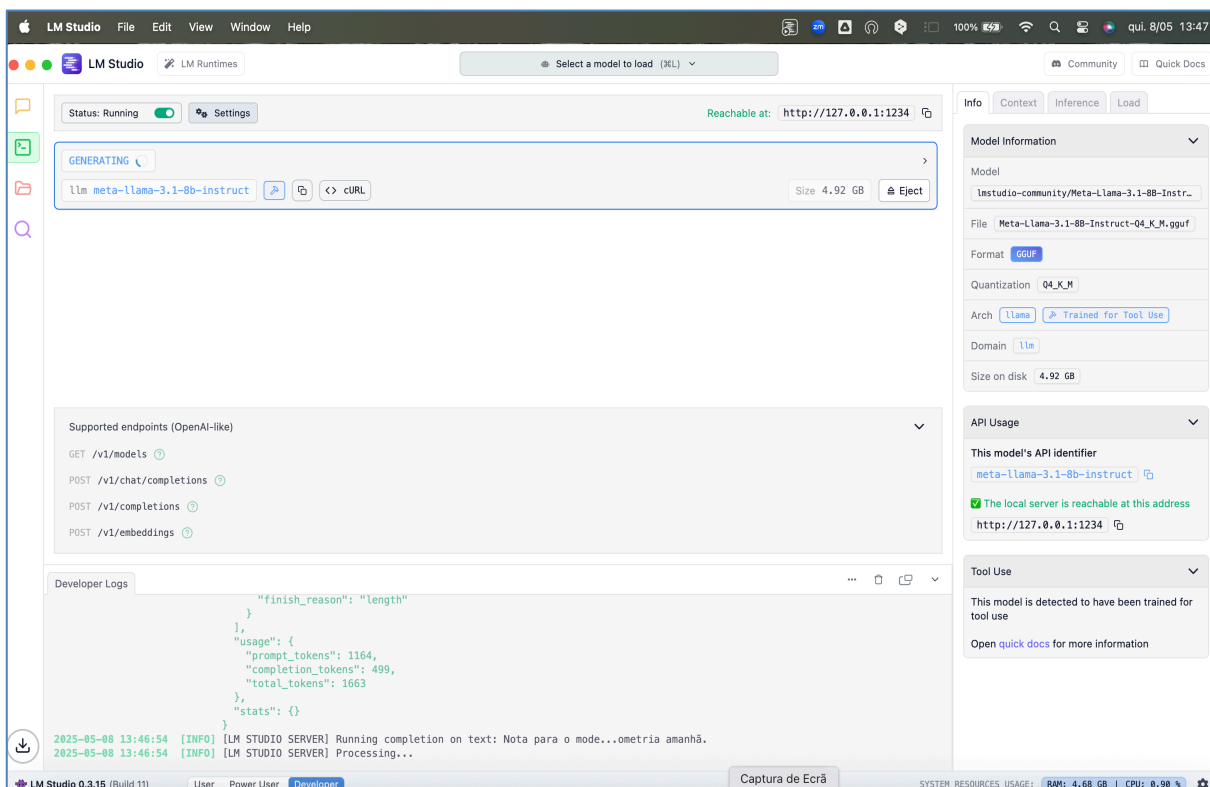 LM Studio File Edit View Window Help zm 100% qui. 8/05 13:47
LM Studio LM Runtimes Select a model to load (⌘L) Community Quick Docs
Status: Running Settings Reachable at: http://127.0.0.1:1234
GENERATING
llm meta-llama-3.1-8b-instruct <> cURL Size 4.92 GB Eject
Supported endpoints (OpenAI-like)
GET /v1/models ?
POST /v1/chat/completions ?
POST /v1/completions ?
POST /v1/embeddings ?
Developer Logs ...
"finish_reason": "length"
}
],
"usage": {
"prompt_tokens": 1164,
"completion_tokens": 499,
"total_tokens": 1663
},
"stats": {}
}
2025-05-08 13:46:54 [INFO] [LM STUDIO SERVER] Running completion on text: Nota para o mode...ometria amanhã.
2025-05-08 13:46:54 [INFO] [LM STUDIO SERVER] Processing...
Info Context Inference Load
Model Information
Model
lmstudio-community/Meta-Llama-3.1-8B-Instr…
File Meta-Llama-3.1-8B-Instruct-Q4_K_M.gguf
Format GGUF
Quantization Q4_K_M
Arch llama Trained for Tool Use
Domain llm
Size on disk 4.92 GB
API Usage
This model's API identifier
meta-llama-3.1-8b-instruct
✅ The local server is reachable at this address
http://127.0.0.1:1234
Tool Use
This model is detected to have been trained for
tool use
Open quick docs for more information
LM Studio 0.3.15 (Build 11) User Power User Developer Captura de Ecrã SYSTEM RESOURCES USAGE: RAM: 4.68 GB | CPU: 0.90 %